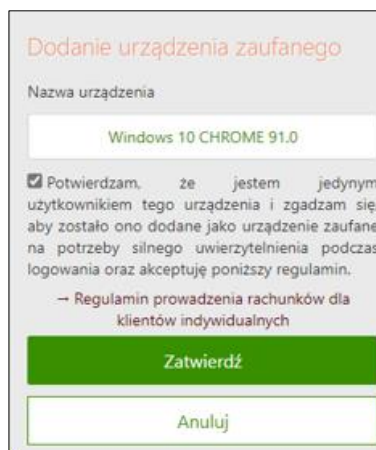 Dodanie urządzenia zaufanego
Nazwa urządzenia
Windows 10 CHROME 91.0
Potwierdzam, że jestem jedynym
użytkownikiem tego urządzenia i zgadzam się
aby zostało ono dodane jako urządzenie zaufane
na potrzeby silnego uwierzytelnienia podczas
logowania oraz akceptuję poniższy regulamin.
→ Regulamin prowadzenia rachunków dla
klientów indywidualnych
Zatwierdź
Anuluj